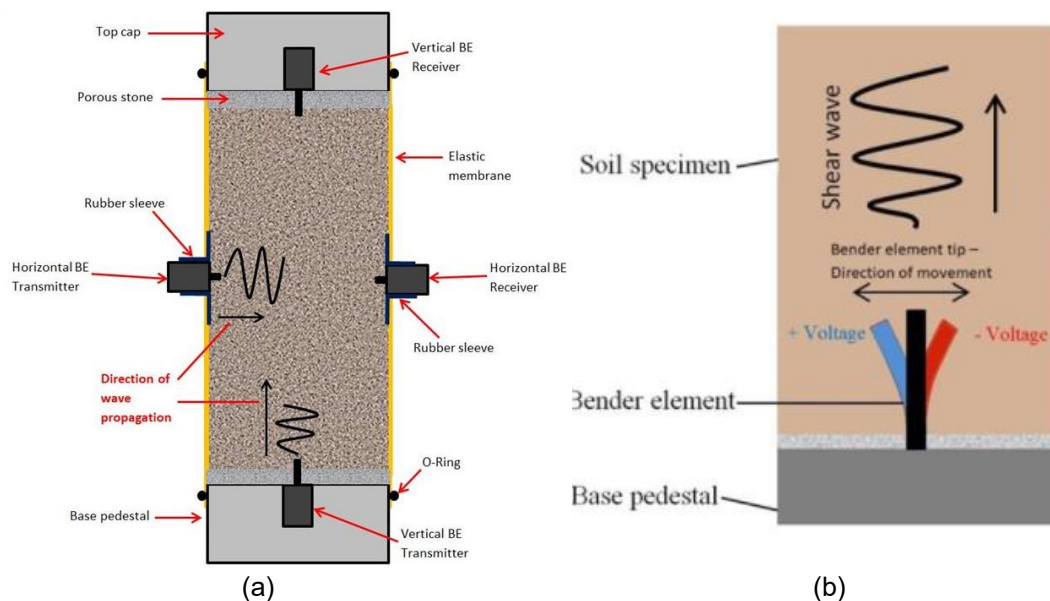 Top cap
Vertical BE
Receiver
Porous stone
Elastic
membrane
Rubber sleeve
Horizontal BE
Transmitter
Horizontal BE
Receiver
Rubber sleeve
Direction of
wave
propagation
O-Ring
Base pedestal
Vertical BE
Transmitter
(a)
Shear wave
Soil specimen
Bender element tip –
Direction of movement
+ Voltage
- Voltage
Bender element
Base pedestal
(b)